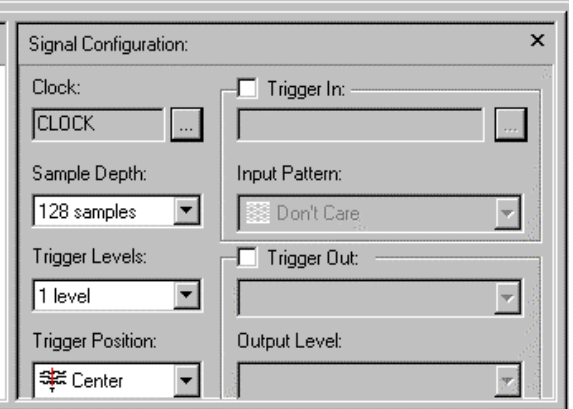 Signal Configuration:
Clock:
CLOCK
...
Sample Depth:
128 samples
Trigger Levels:
1 level
Trigger Position:
Center
Trigger In:
...
Input Pattern:
Don't Care
Trigger Out:
Output Level: